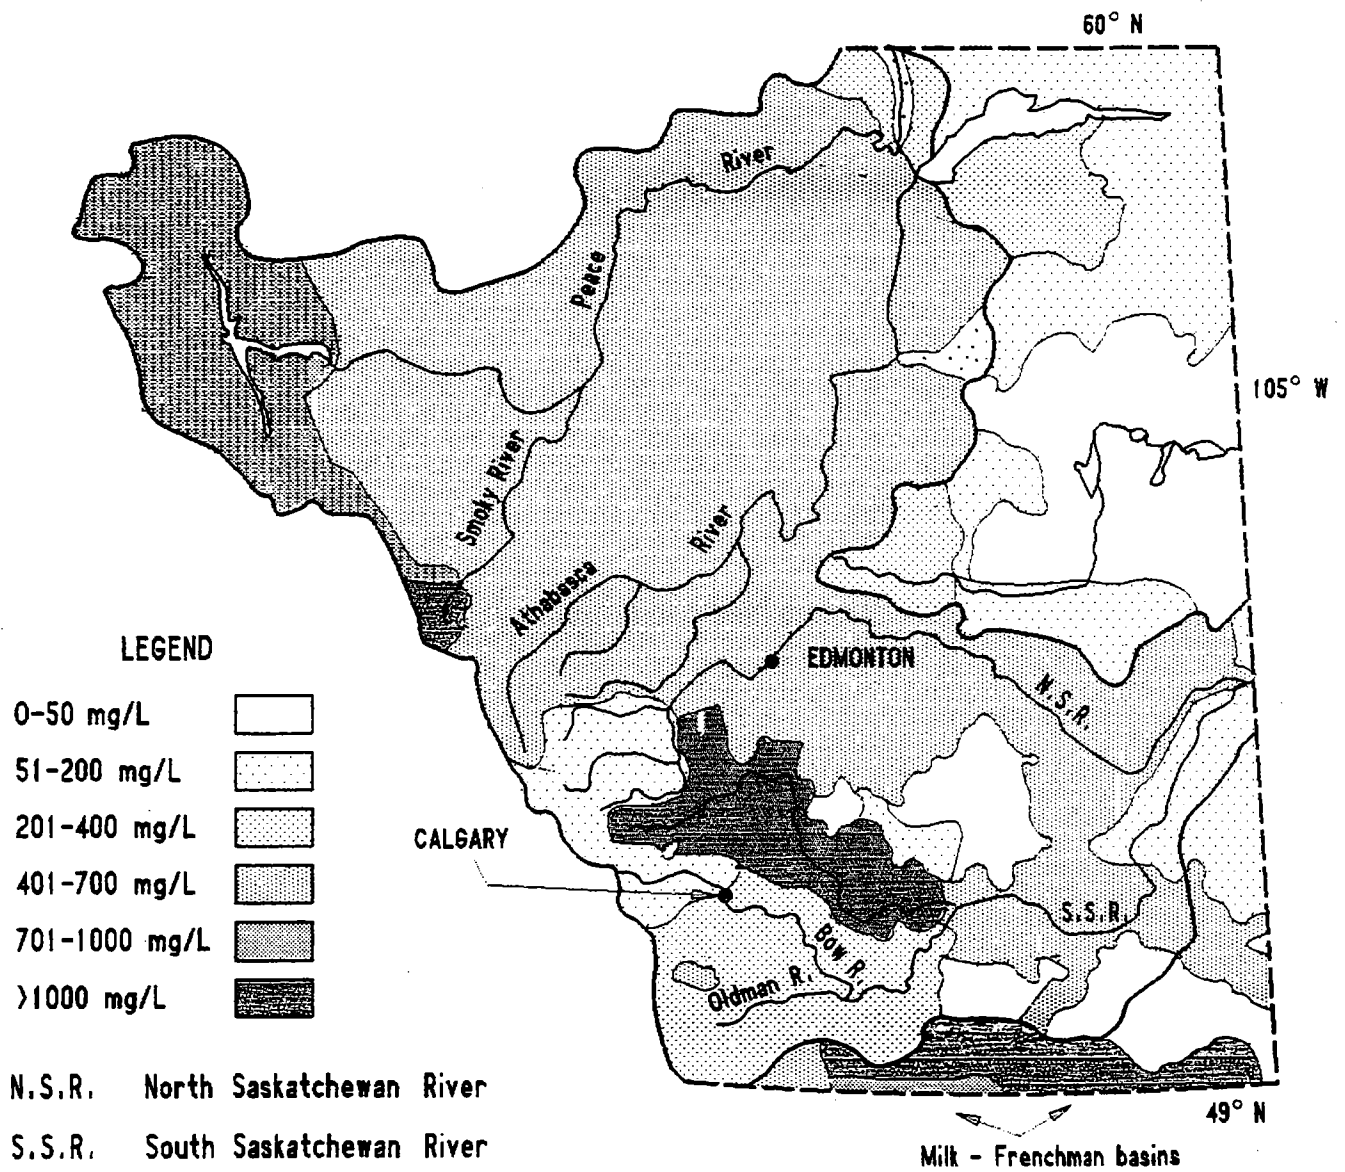 60° N
River
Peace
105° W
Smoky River
River
Athabasca
LEGEND
EDMONTON
N.S.R.
0-50 mg/L
51-200 mg/L
201-400 mg/L
CALGARY
401-700 mg/L
S.S.R.
701-1000 mg/L
Bow R.
Oldman R.
>1000 mg/L
N.S.R. North Saskatchewan River
49° N
S.S.R. South Saskatchewan River
Milk - Frenchman basins